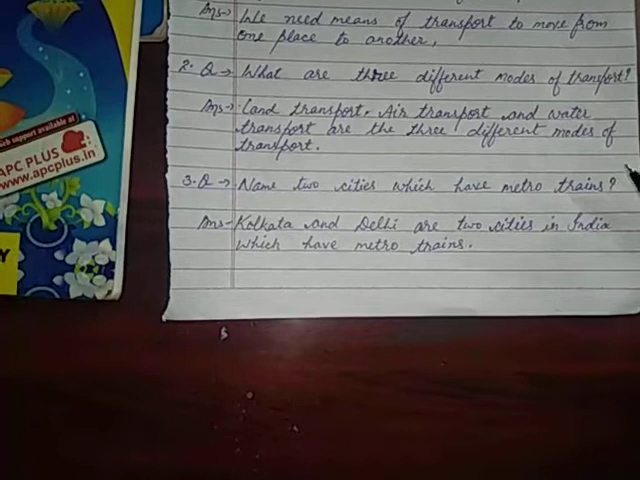 Ans→ We need means of transport to move from
one place to another,
2. Q→ What are three different modes of transport?
Ans→ Land transport, Air transport and water
transport are the three different modes of
transport.
3. Q→ Name two cities which have metro trains?
Ans- Kolkata and Delhi are two cities in India
which have metro trains.
support available at
APC PLUS
www.apcplus.in
Y